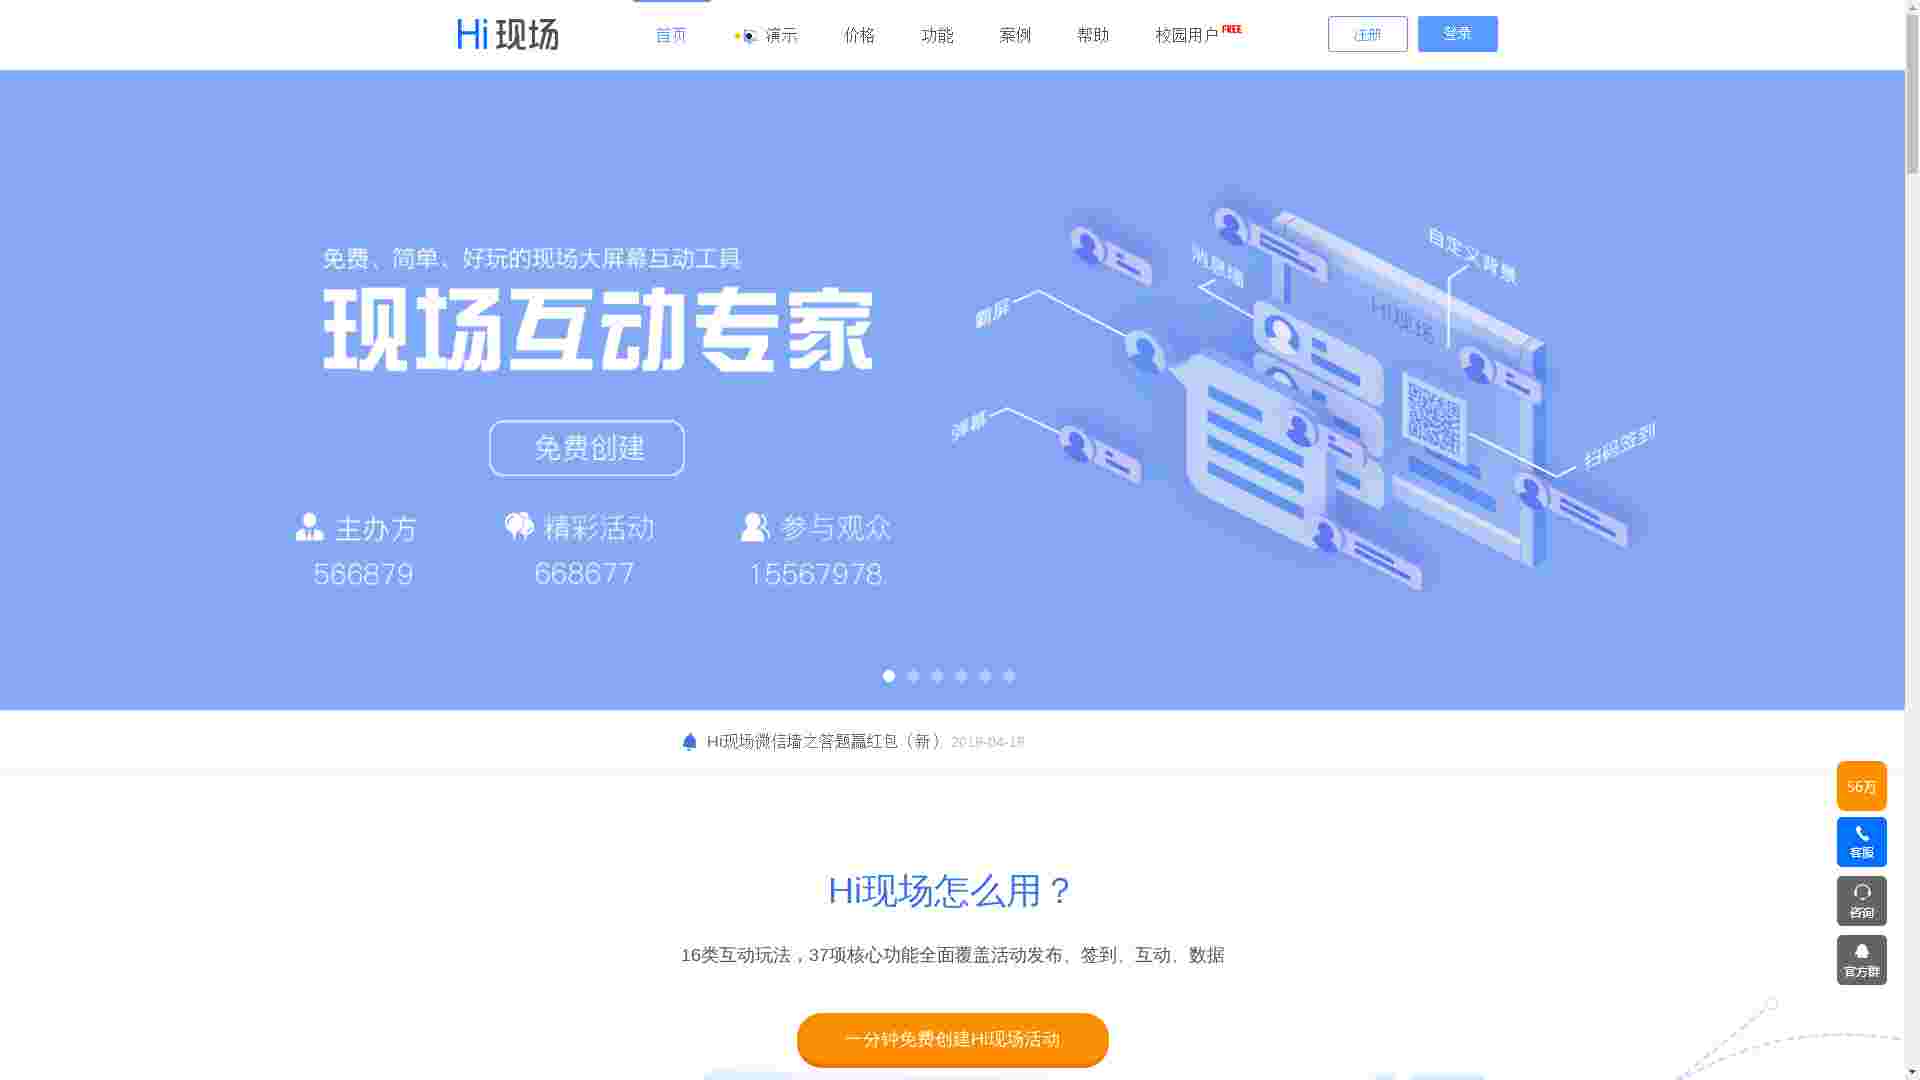 Hi 现场
首页
演示
价格
功能
案例
帮助
校园用户 FREE
注册
登录
免费、简单、好玩的现场大屏幕互动工具
现场互动专家
免费创建
主办方
精彩活动
参与观众
566879
668677
15567978
霸屏
消息墙
自定义背景
Hi现场
弹幕
扫码签到
Hi现场微信墙之答题赢红包（新）
56万
客服
咨询
官方群
Hi现场怎么用？
16类互动玩法，37项核心功能全面覆盖活动发布、签到、互动、数据
一分钟免费创建Hi现场活动